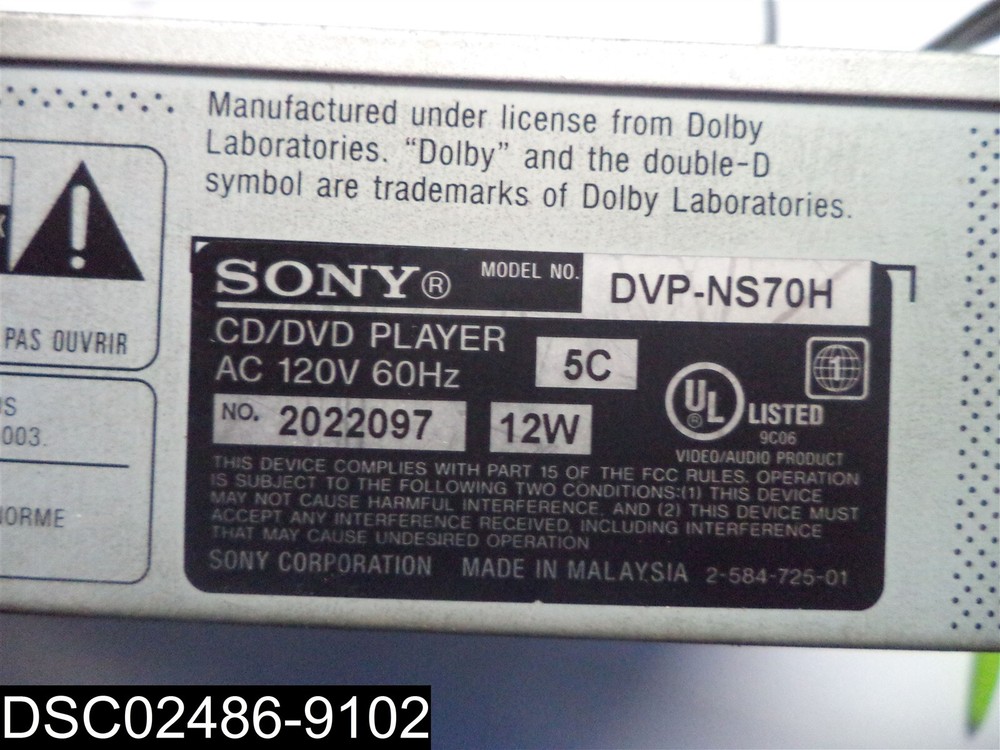 Manufactured under license from Dolby
Laboratories. “Dolby” and the double-D
symbol are trademarks of Dolby Laboratories.
PAS OUVRIR
003.
NORME
SONY® MODEL NO. DVP-NS70H
CD/DVD PLAYER
AC 120V 60Hz
5C
NO. 2022097
12W
1
UL® LISTED
9C06
VIDEO/AUDIO PRODUCT
THIS DEVICE COMPLIES WITH PART 15 OF THE FCC RULES. OPERATION
IS SUBJECT TO THE FOLLOWING TWO CONDITIONS:(1) THIS DEVICE
MAY NOT CAUSE HARMFUL INTERFERENCE, AND (2) THIS DEVICE MUST
ACCEPT ANY INTERFERENCE RECEIVED, INCLUDING INTERFERENCE
THAT MAY CAUSE UNDESIRED OPERATION
SONY CORPORATION MADE IN MALAYSIA 2-584-725-01
DSC02486-9102